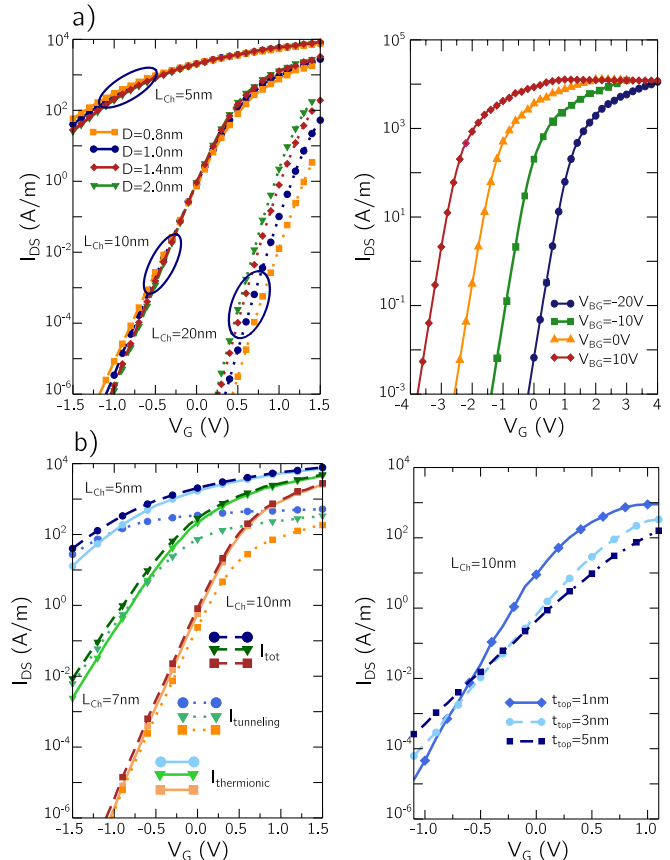 a)
10^4
10^2
10^0
10^-2
10^-4
10^-6
I_DS (A/m)
L_Ch=5nm
D=0.8nm
D=1.0nm
D=1.4nm
D=2.0nm
L_Ch=10nm
L_Ch=20nm
-1.5 -1.0 -0.5 0.0 0.5 1.0 1.5
V_G (V)
10^5
10^3
10^1
10^-1
10^-3
I_DS (A/m)
V_BG=-20V
V_BG=-10V
V_BG=0V
V_BG=10V
-4 -3 -2 -1 0 1 2 3 4
V_G (V)
b)
10^4
10^2
10^0
10^-2
10^-4
10^-6
I_DS (A/m)
L_Ch=5nm
L_Ch=10nm
L_Ch=7nm
I_tot
I_tunneling
I_thermionic
-1.5 -1.0 -0.5 0.0 0.5 1.0 1.5
V_G (V)
10^4
10^2
10^0
10^-2
10^-4
10^-6
I_DS (A/m)
L_Ch=10nm
t_top=1nm
t_top=3nm
t_top=5nm
-1.0 -0.5 0.0 0.5 1.0
V_G (V)